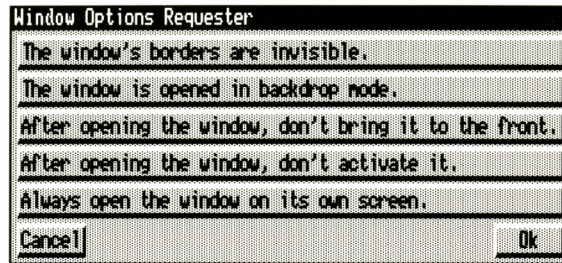 Window Options Requester
The window's borders are invisible.
The window is opened in backdrop mode.
After opening the window, don't bring it to the front.
After opening the window, don't activate it.
Always open the window on its own screen.
Cancel Ok